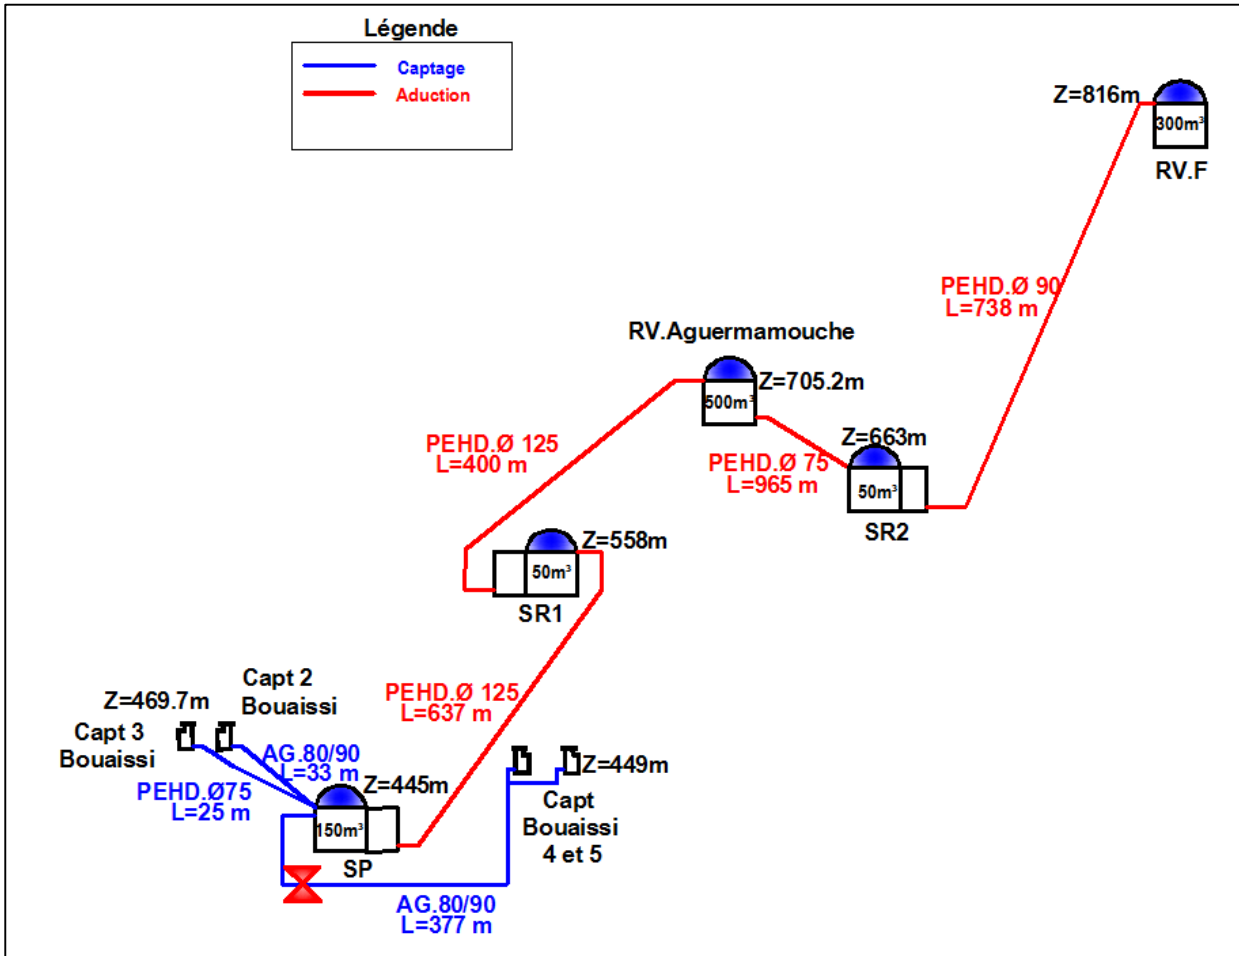 Légende
Captage
Aduction
Z=816m
300m³
RV.F
PEHD.Ø 90
L=738 m
RV.Aguermamouche
Z=705.2m
500m³
PEHD.Ø 125
L=400 m
Z=663m
PEHD.Ø 75
L=965 m
50m³
SR2
Z=558m
50m³
SR1
Capt 2
Bouaissi
Z=469.7m
Capt 3
Bouaissi
PEHD.Ø 125
L=637 m
AG.80/90
L=33 m
Z=449m
PEHD.Ø75
L=25 m
Z=445m
150m³
SP
Capt
Bouaissi
4 et 5
AG.80/90
L=377 m